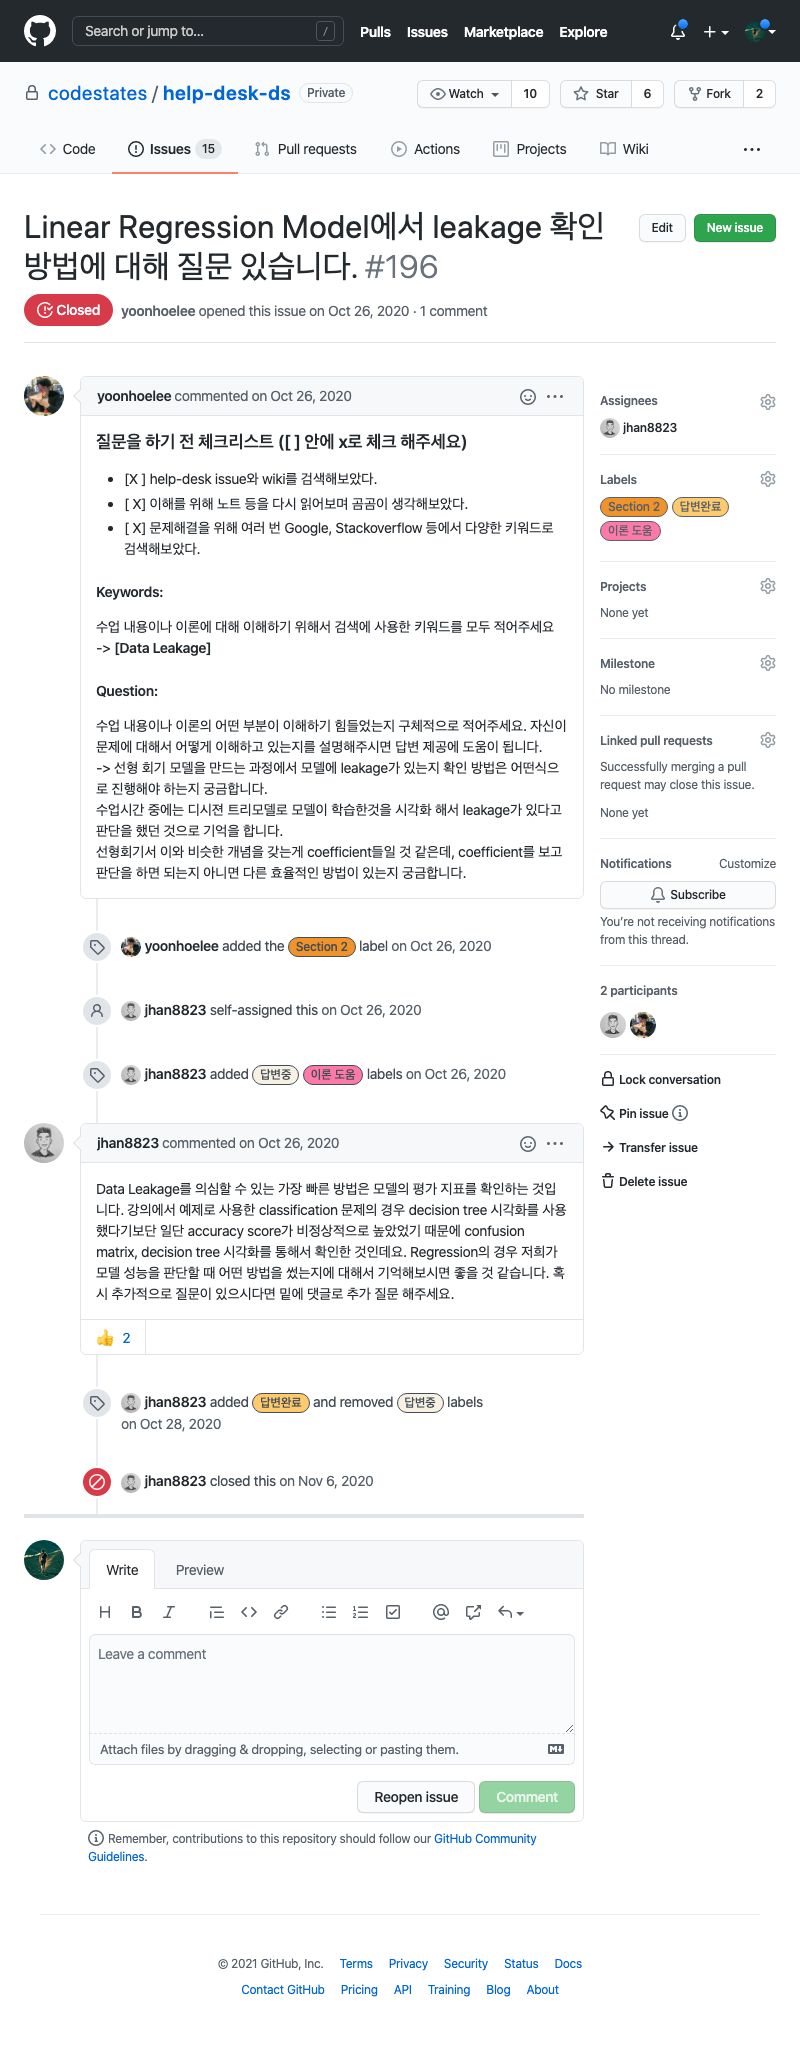 Search or jump to... /
Pulls Issues Marketplace Explore
codestates / help-desk-ds Private
Watch 10 Star 6 Fork 2
Code Issues 15 Pull requests Actions Projects Wiki ...
Linear Regression Model에서 leakage 확인
방법에 대해 질문 있습니다. #196
Edit New issue
Closed yoonhoelee opened this issue on Oct 26, 2020 · 1 comment
yoonhoelee commented on Oct 26, 2020
질문을 하기 전 체크리스트 ([ ] 안에 x로 체크 해주세요)
• [X ] help-desk issue와 wiki를 검색해보았다.
• [ X] 이해를 위해 노트 등을 다시 읽어보며 곰곰이 생각해보았다.
• [ X] 문제해결을 위해 여러 번 Google, Stackoverflow 등에서 다양한 키워드로
검색해보았다.
Keywords:
수업 내용이나 이론에 대해 이해하기 위해서 검색에 사용한 키워드를 모두 적어주세요
-> [Data Leakage]
Question:
수업 내용이나 이론의 어떤 부분이 이해하기 힘들었는지 구체적으로 적어주세요. 자신이
문제에 대해서 어떻게 이해하고 있는지를 설명해주시면 답변 제공에 도움이 됩니다.
-> 선형 회기 모델을 만드는 과정에서 모델에 leakage가 있는지 확인 방법은 어떤식으
로 진행해야 하는지 궁금합니다.
수업시간 중에는 디시젼 트리모델로 모델이 학습한것을 시각화 해서 leakage가 있다고
판단을 했던 것으로 기억을 합니다.
선형회기서 이와 비슷한 개념을 갖는게 coefficient들일 것 같은데, coefficient를 보고
판단을 하면 되는지 아니면 다른 효율적인 방법이 있는지 궁금합니다.
yoonhoelee added the Section 2 label on Oct 26, 2020
jhan8823 self-assigned this on Oct 26, 2020
jhan8823 added 답변중 이론 도움 labels on Oct 26, 2020
jhan8823 commented on Oct 26, 2020
Data Leakage를 의심할 수 있는 가장 빠른 방법은 모델의 평가 지표를 확인하는 것입
니다. 강의에서 예제로 사용한 classification 문제의 경우 decision tree 시각화를 사용
했다기보단 일단 accuracy score가 비정상적으로 높았었기 때문에 confusion
matrix, decision tree 시각화를 통해서 확인한 것인데요. Regression의 경우 저희가
모델 성능을 판단할 때 어떤 방법을 썼는지에 대해서 기억해보시면 좋을 것 같습니다. 혹
시 추가적으로 질문이 있으시다면 밑에 댓글로 추가 질문 해주세요.
👍 2
jhan8823 added 답변완료 and removed 답변중 labels
on Oct 28, 2020
jhan8823 closed this on Nov 6, 2020
Write Preview
Leave a comment
Attach files by dragging & dropping, selecting or pasting them.
Reopen issue Comment
Remember, contributions to this repository should follow our GitHub Community
Guidelines.
Assignees
jhan8823
Labels
Section 2 답변완료
이론 도움
Projects
None yet
Milestone
No milestone
Linked pull requests
Successfully merging a pull
request may close this issue.
None yet
Notifications Customize
Subscribe
You're not receiving notifications
from this thread.
2 participants
Lock conversation
Pin issue
Transfer issue
Delete issue
© 2021 GitHub, Inc. Terms Privacy Security Status Docs
Contact GitHub Pricing API Training Blog About